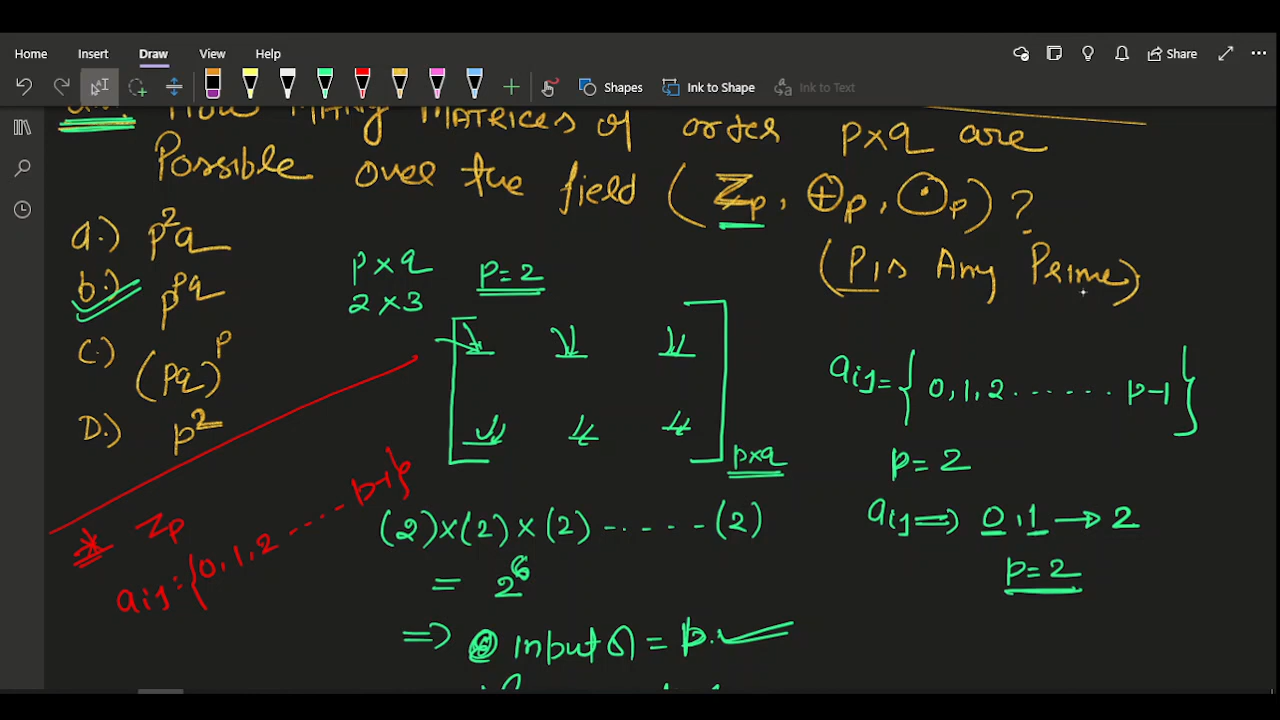 Home Insert Draw View Help
Share
Shapes Ink to Shape Ink to Text
How Many Matrices of order p×q are
Possible over the field (ℤp, ⊕p, ⊙p)?
(P is Any Prime)
a.) p²q
b.) p^pq
C.) (pq)^p
D.) p²
p×q p=2
2×3
p×q
aij = {0,1,2.......p-1}
p=2
aij ⇒ 0,1 → 2
p=2
(2)×(2)×(2)-----(2)
= 2⁶
⇒ input = p.
* Zp
aij:{0,1,2.....p-1}